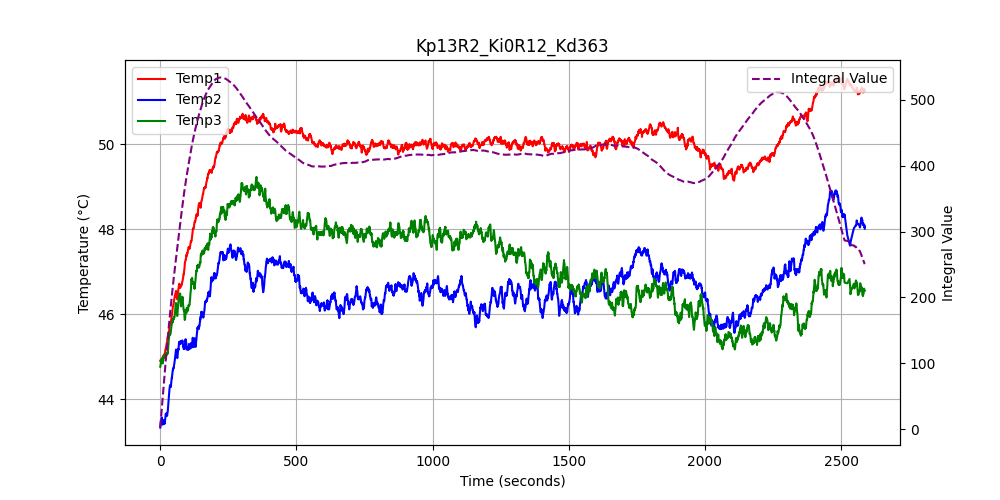 Kp13R2_Ki0R12_Kd363
Temp1
Temp2
Temp3
Integral Value
50
48
46
44
500
400
300
200
100
0
Temperature (°C)
Integral Value
0
500
1000
1500
2000
2500
Time (seconds)